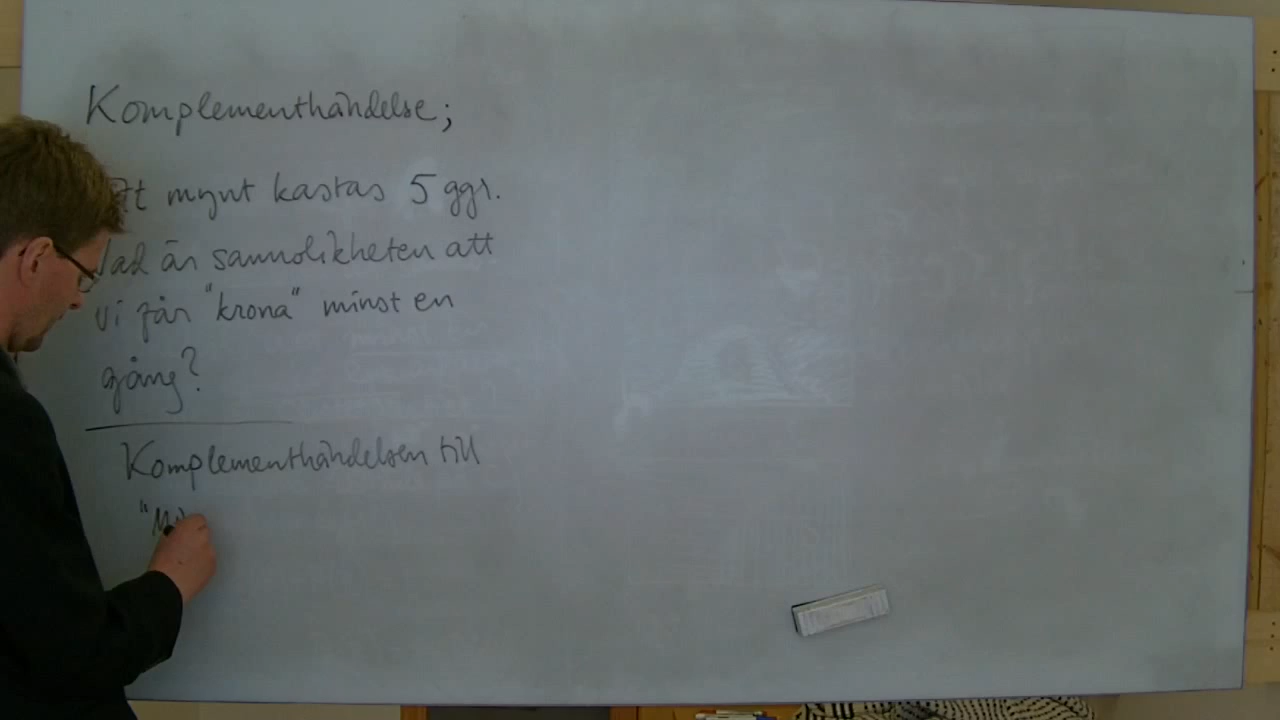 Komplementhändelse;
mynt kastas 5 ggr.
är sannolikheten att
vi får "krona" minst en
gång?
Komplementhändelsen till